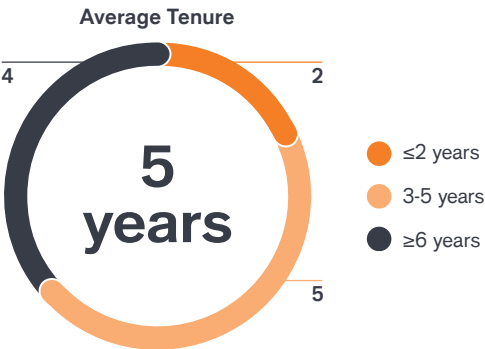 Average Tenure
4
2
5
years
5
≤2 years
3-5 years
≥6 years